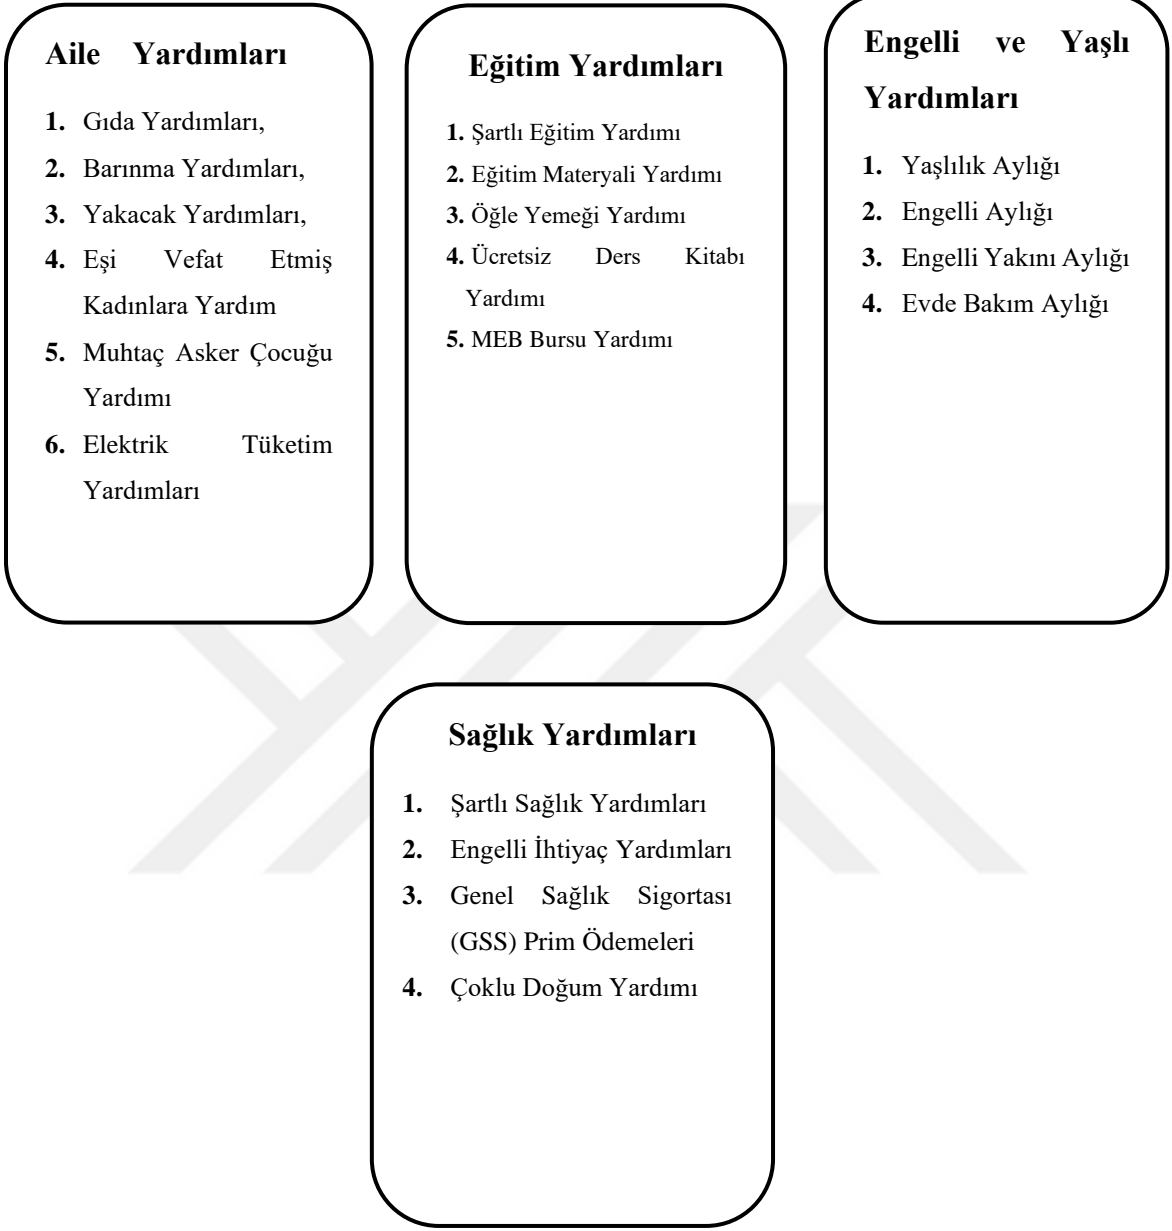 Aile Yardımları
1. Gıda Yardımları,
2. Barınma Yardımları,
3. Yakacak Yardımları,
4. Eşi Vefat Etmiş
Kadınlara Yardım
5. Muhtaç Asker Çocuğu
Yardımı
6. Elektrik Tüketim
Yardımları
Eğitim Yardımları
1. Şartlı Eğitim Yardımı
2. Eğitim Materyali Yardımı
3. Öğle Yemeği Yardımı
4. Ücretsiz Ders Kitabı
Yardımı
5. MEB Bursu Yardımı
Engelli ve Yaşlı
Yardımları
1. Yaşlılık Aylığı
2. Engelli Aylığı
3. Engelli Yakını Aylığı
4. Evde Bakım Aylığı
Sağlık Yardımları
1. Şartlı Sağlık Yardımları
2. Engelli İhtiyaç Yardımları
3. Genel Sağlık Sigortası
(GSS) Prim Ödemeleri
4. Çoklu Doğum Yardımı